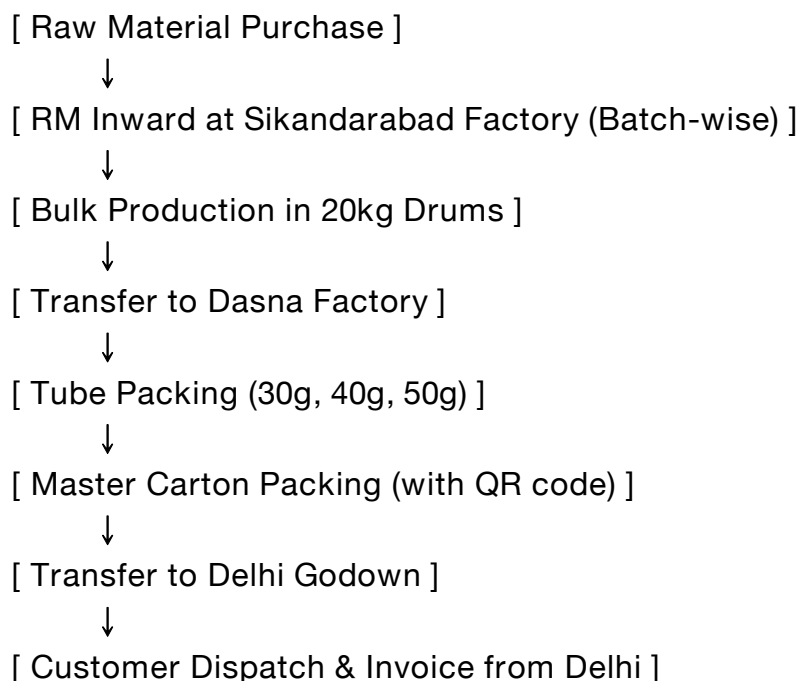 [ Raw Material Purchase ]
↓
[ RM Inward at Sikandarabad Factory (Batch-wise) ]
↓
[ Bulk Production in 20kg Drums ]
↓
[ Transfer to Dasna Factory ]
↓
[ Tube Packing (30g, 40g, 50g) ]
↓
[ Master Carton Packing (with QR code) ]
↓
[ Transfer to Delhi Godown ]
↓
[ Customer Dispatch & Invoice from Delhi ]